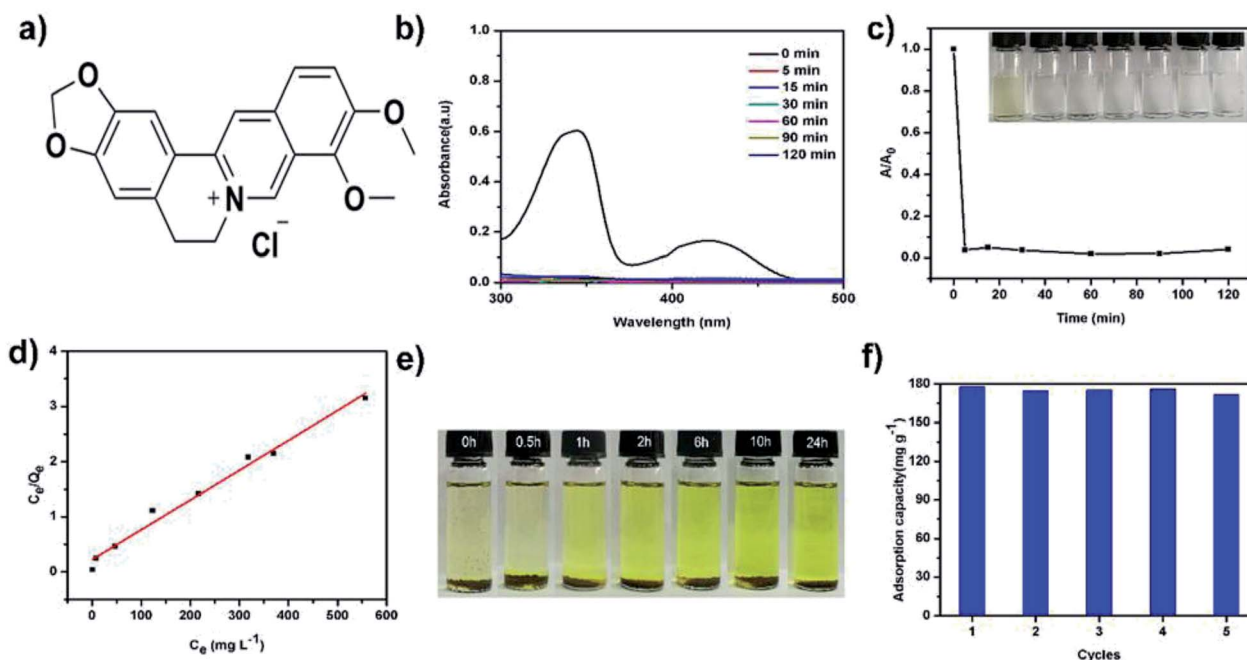 a)
O
O
O
O
N
+
Cl
−
b)
1.0
0.8
0.6
0.4
0.2
0.0
Absorbance(a.u)
0 min
5 min
15 min
30 min
60 min
90 min
120 min
300
400
500
Wavelength (nm)
c)
1.0
0.8
0.6
0.4
0.2
0.0
A/A0
0 20 40 60 80 100 120
Time (min)
d)
4
3
2
1
0
Ce/Qe
0 100 200 300 400 500 600
Ce (mg L-1)
e)
0h 0.5h 1h 2h 6h 10h 24h
f)
180
150
120
90
60
30
0
Adsorption capacity(mg g-1)
1 2 3 4 5
Cycles